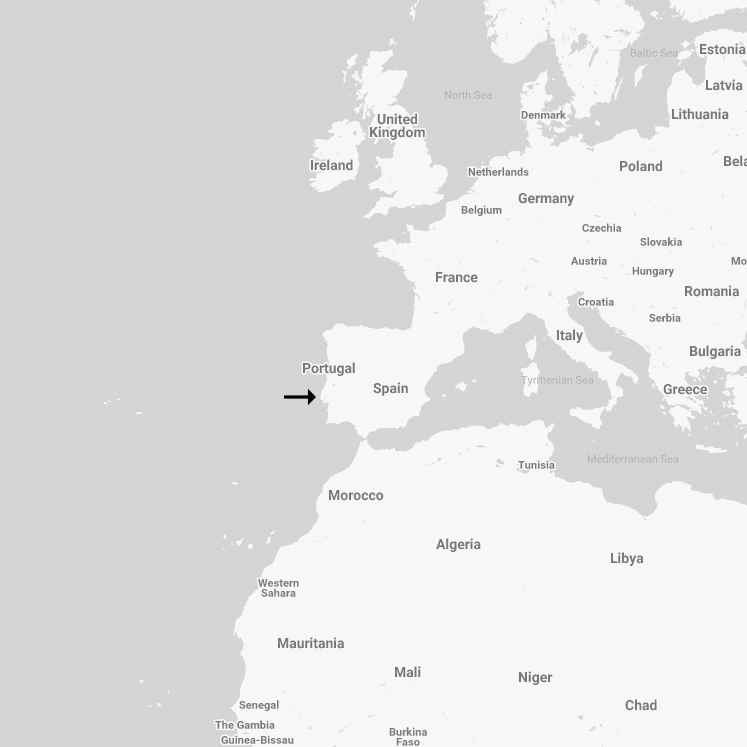 Estonia
Baltic Sea
Latvia
North Sea
Lithuania
Denmark
United
Kingdom
Ireland
Netherlands
Poland
Bela
Germany
Belgium
Czechia
Slovakia
Austria
Hungary
Mo
France
Romania
Croatia
Serbia
Italy
Bulgaria
Portugal
Spain
Tyrrhenian Sea
Greece
Mediterranean Sea
Tunisia
Morocco
Algeria
Libya
Western
Sahara
Mauritania
Mali
Niger
Chad
Senegal
The Gambia
Guinea-Bissau
Burkina
Faso